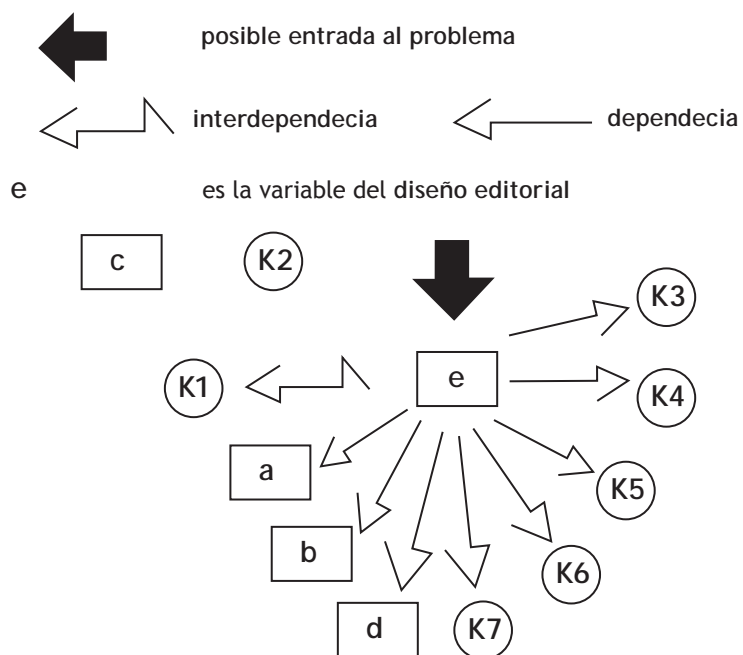 posible entrada al problema
interdependecia
dependecia
e es la variable del diseño editorial
c
K2
K3
K1
e
K4
a
K5
b
K6
d
K7